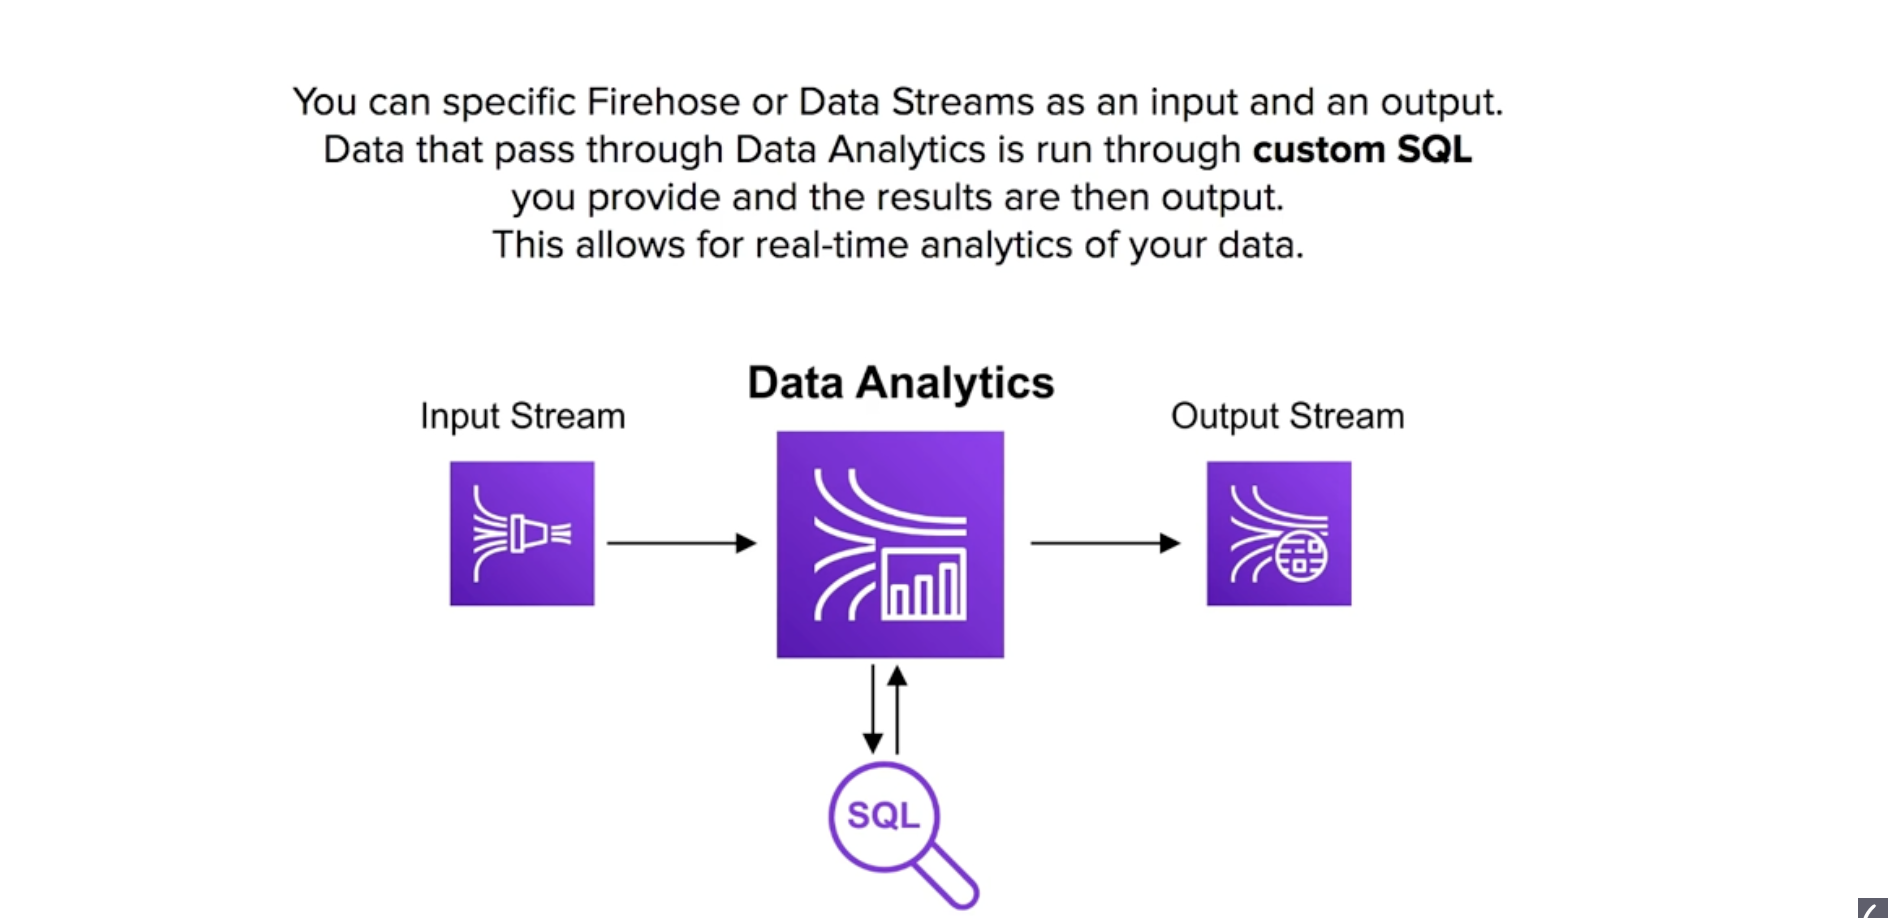 You can specific Firehose or Data Streams as an input and an output.
Data that pass through Data Analytics is run through custom SQL
you provide and the results are then output.
This allows for real-time analytics of your data.
Data Analytics
Input Stream
Output Stream
SQL